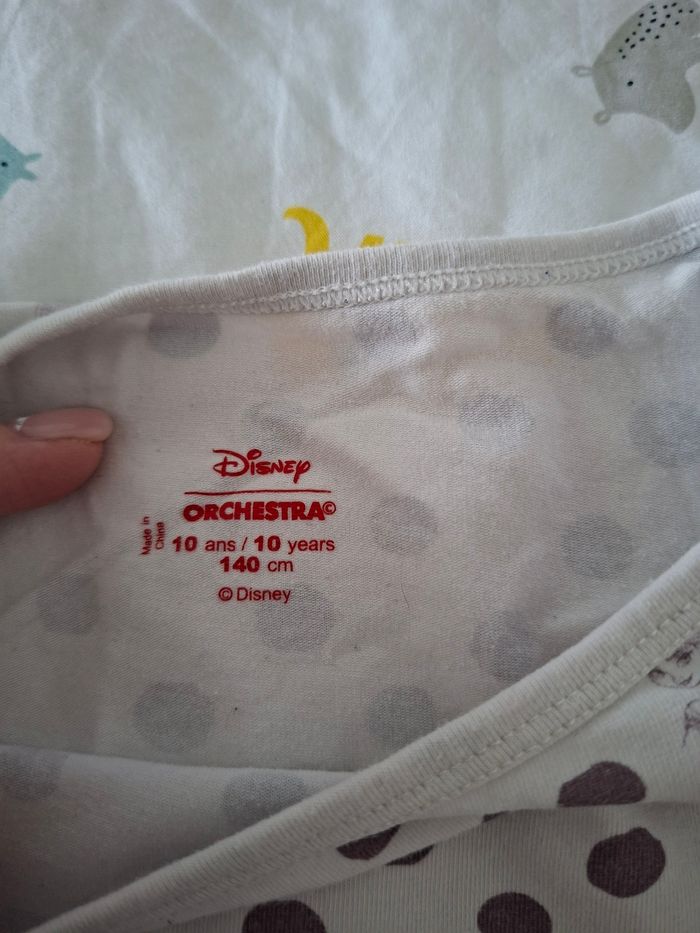 Disney
ORCHESTRA©
Made in
China
10 ans / 10 years
140 cm
© Disney